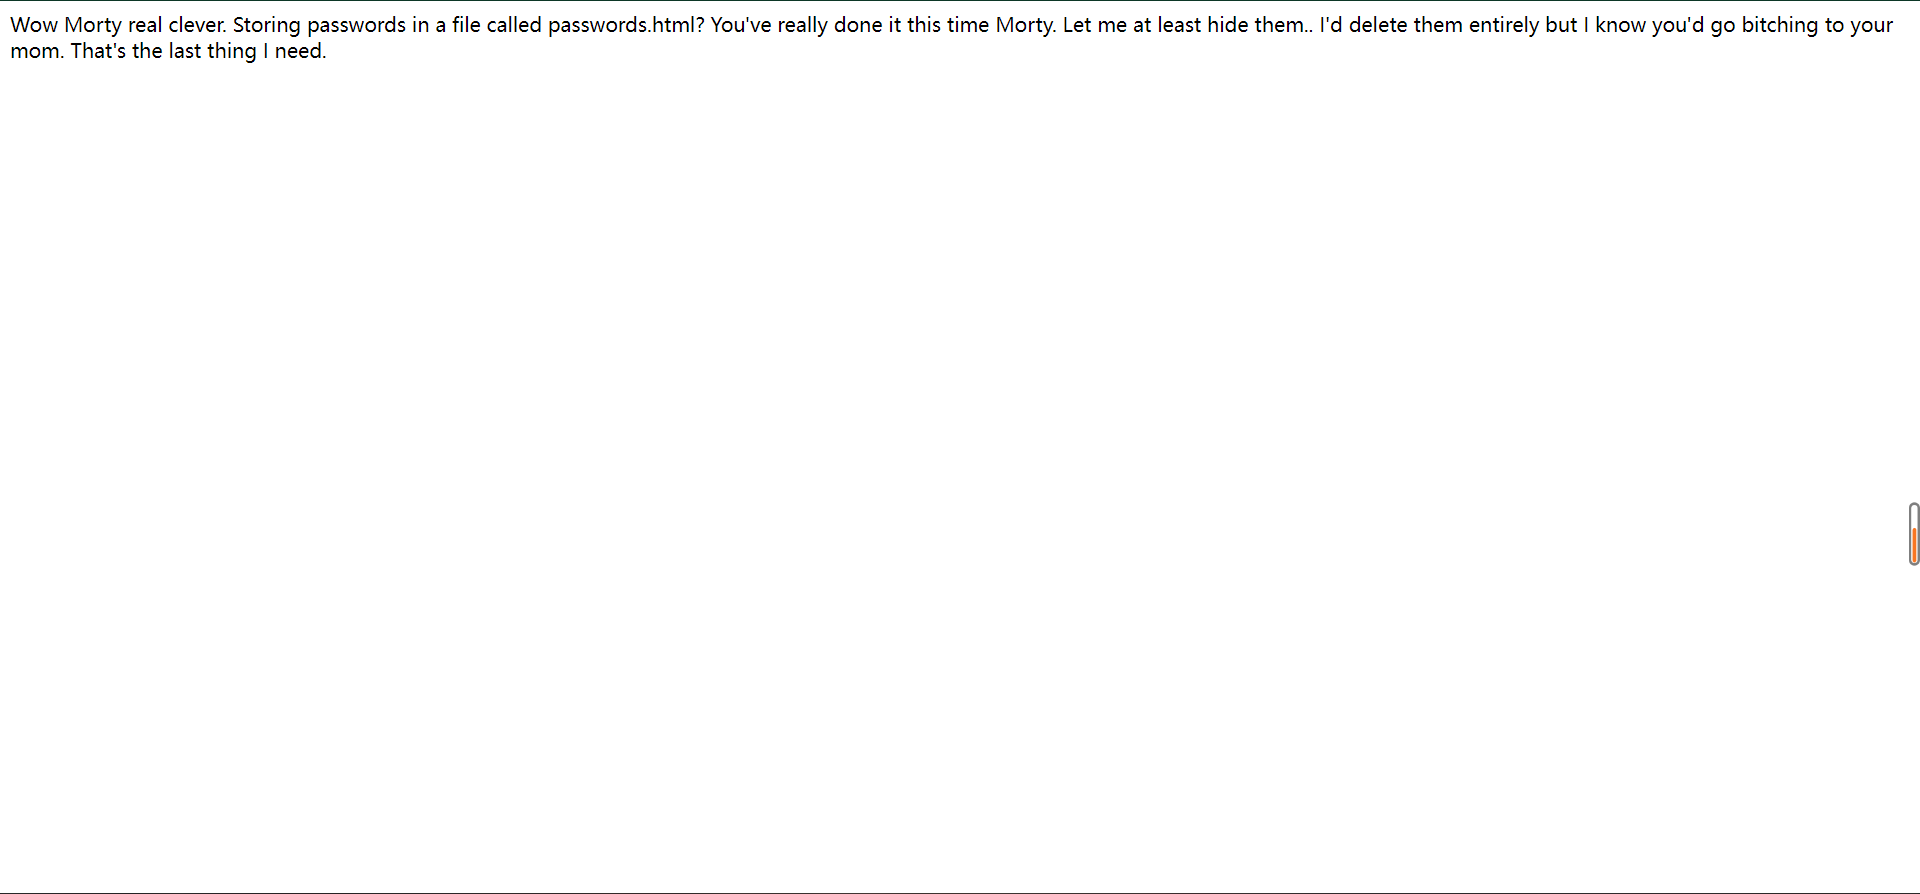 Wow Morty real clever. Storing passwords in a file called passwords.html? You've really done it this time Morty. Let me at least hide them.. I'd delete them entirely but I know you'd go bitching to your
mom. That's the last thing I need.